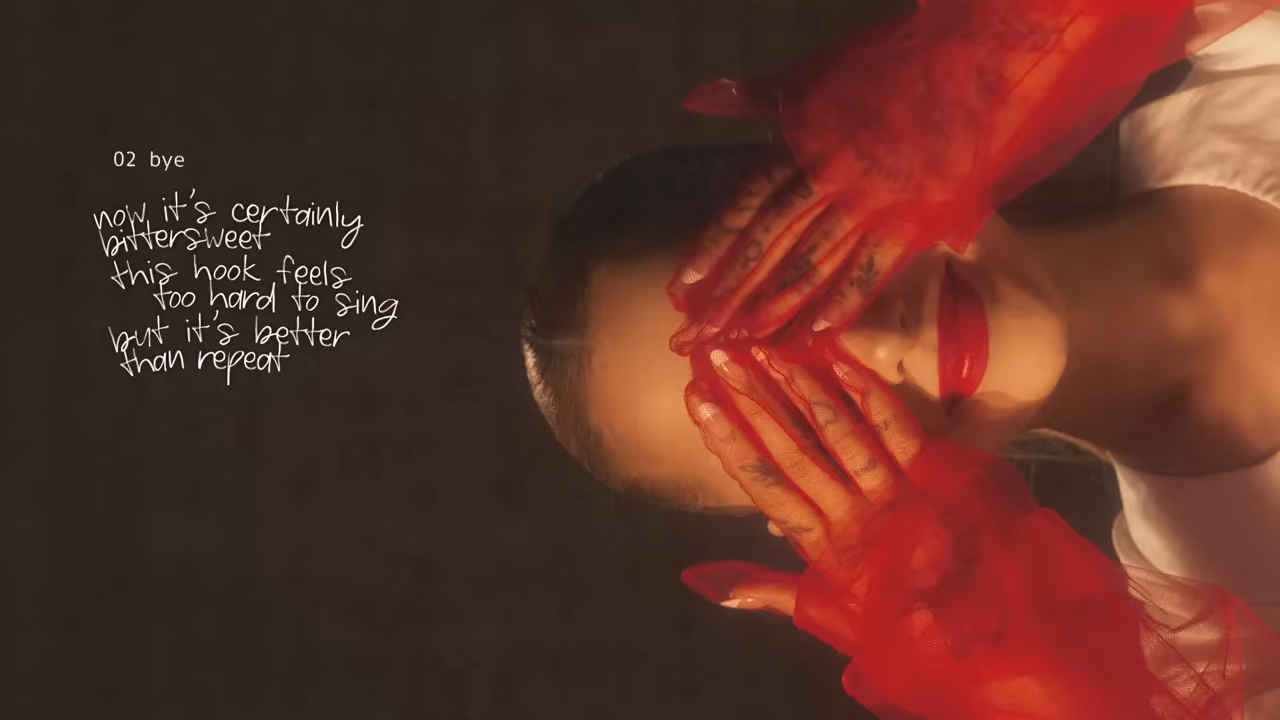 02 bye
now it's certainly
bittersweet
this hook feels
too hard to sing
but it's better
than repeat